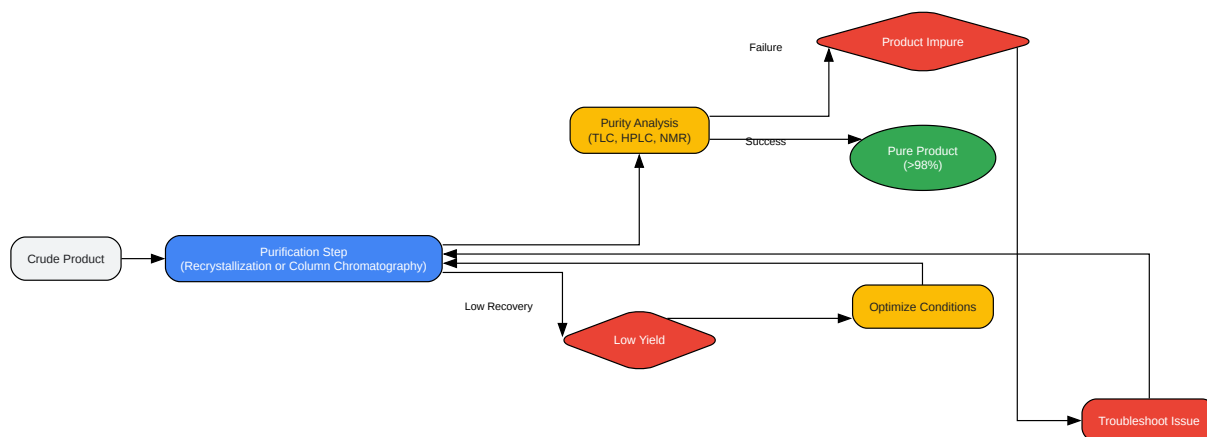 Product Impure
Failure
Purity Analysis
(TLC, HPLC, NMR)
Success
Pure Product
(>98%)
Crude Product
Purification Step
(Recrystallization or Column Chromatography)
Low Recovery
Optimize Conditions
Low Yield
Troubleshoot Issue